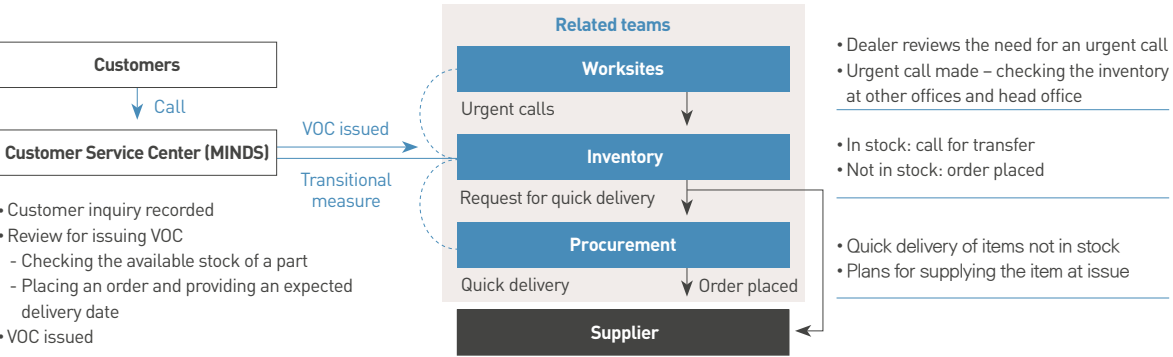 Customers
Call
Customer Service Center (MINDS)
• Customer inquiry recorded
• Review for issuing VOC
- Checking the available stock of a part
- Placing an order and providing an expected
delivery date
• VOC issued
VOC issued
Transitional
measure
Related teams
Worksites
Urgent calls
Inventory
Request for quick delivery
Procurement
Quick delivery
Order placed
Supplier
• Dealer reviews the need for an urgent call
• Urgent call made – checking the inventory
at other offices and head office
• In stock: call for transfer
• Not in stock: order placed
• Quick delivery of items not in stock
• Plans for supplying the item at issue